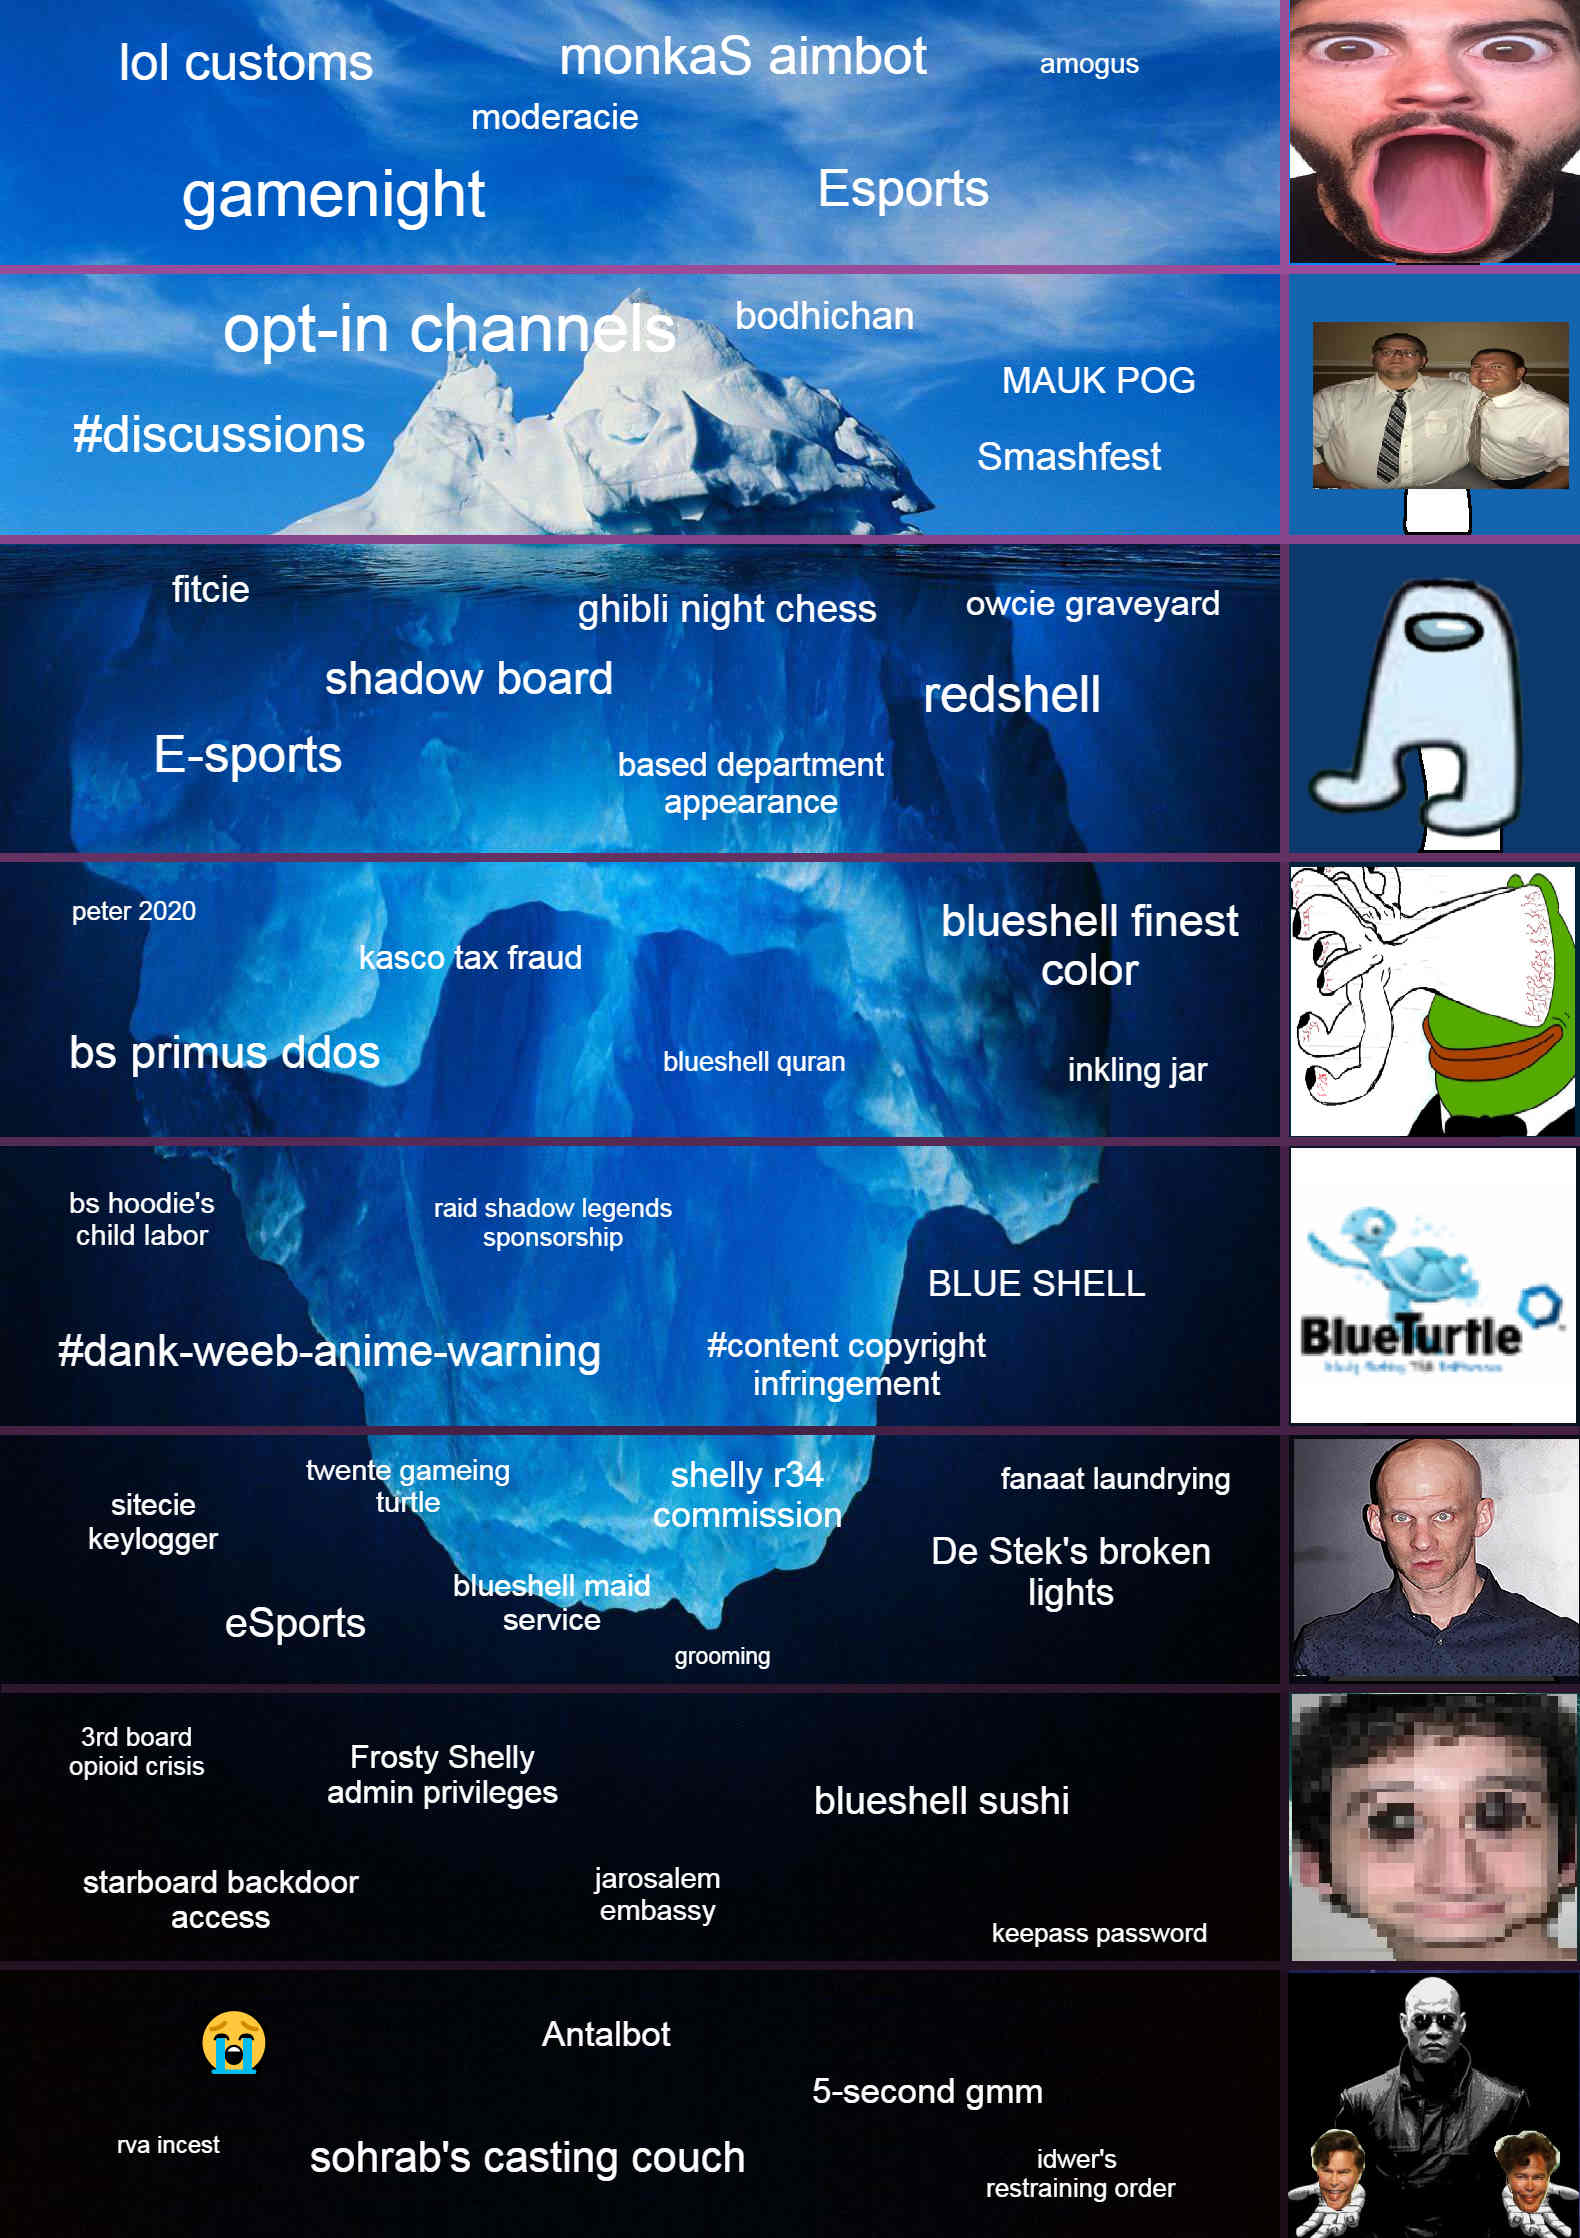 lol customs
monkaS aimbot
amogus
moderacie
gamenight
Esports
opt-in channels
bodhichan
MAUK POG
#discussions
Smashfest
fitcie
ghibli night chess
owcie graveyard
shadow board
redshell
E-sports
based department
appearance
peter 2020
kasco tax fraud
blueshell finest
color
bs primus ddos
blueshell quran
inkling jar
bs hoodie's
child labor
raid shadow legends
sponsorship
BLUE SHELL
#dank-weeb-anime-warning
#content copyright
infringement
BlueTurtle
sitecie
keylogger
twente gameing
turtle
shelly r34
commission
fanaat laundrying
De Stek's broken
lights
eSports
blueshell maid
service
grooming
3rd board
opioid crisis
Frosty Shelly
admin privileges
blueshell sushi
starboard backdoor
access
jarosalem
embassy
keepass password
Antalbot
5-second gmm
rva incest
sohrab's casting couch
idwer's
restraining order